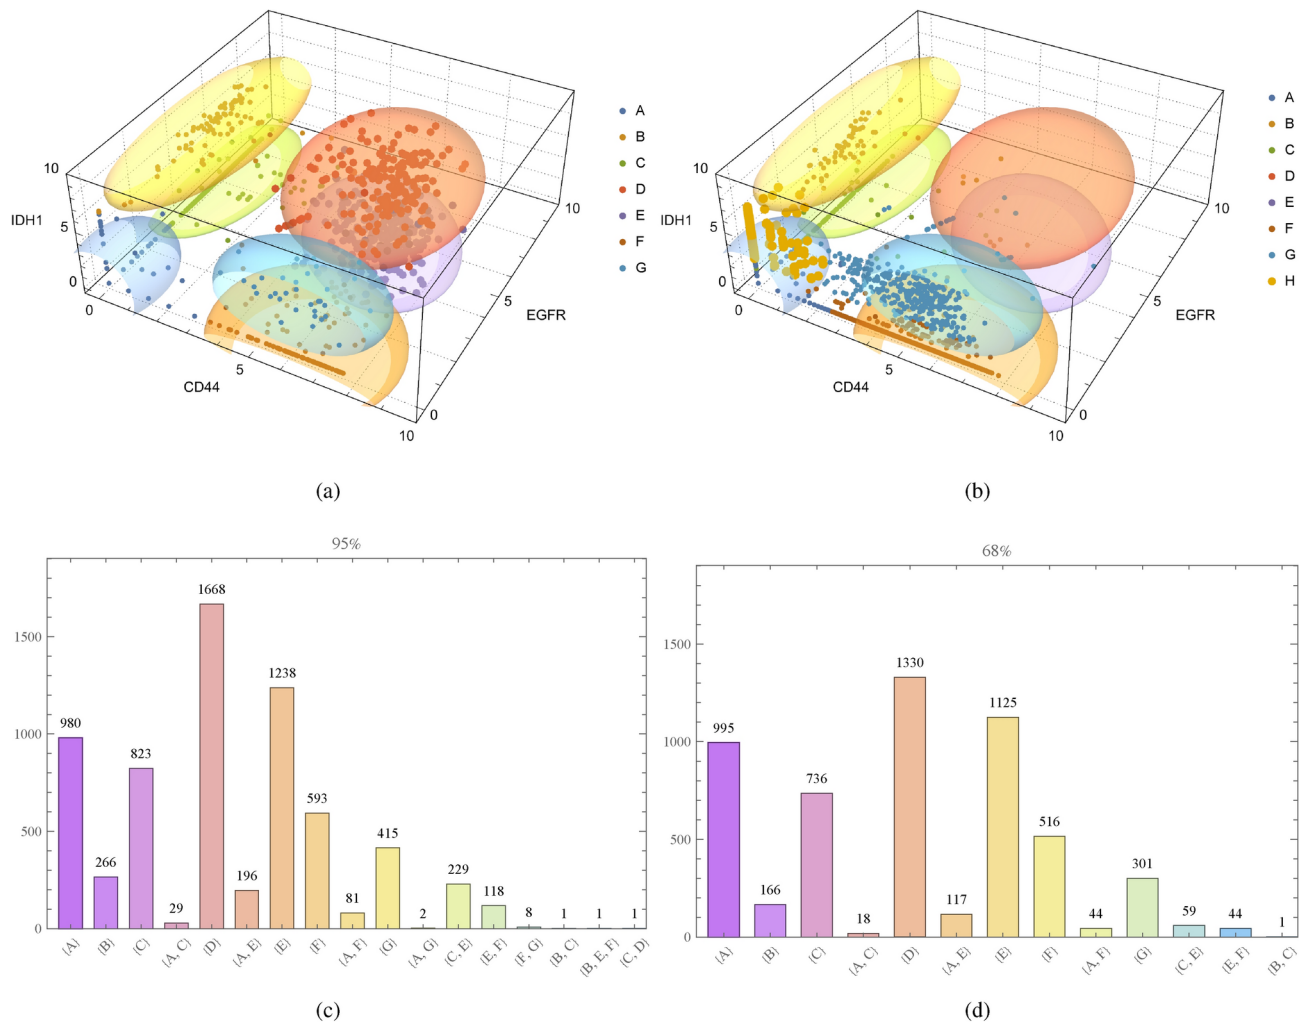 10
IDH1
5
0
0
CD44
5
10
0
5
10
EGFR
A
B
C
D
E
F
G
(a)
10
IDH1
5
0
0
CD44
5
10
0
5
10
EGFR
A
B
C
D
E
F
G
H
(b)
95%
1500
1000
500
0
980
266
823
29
1668
196
1238
593
81
415
2
229
118
8
1
1
1
{A}
{B}
{C}
{A, C}
{D}
{A, E}
{E}
{F}
{A, F}
{G}
{A, G}
{C, E}
{E, F}
{F, G}
{B, C}
{B, E, F}
{C, D}
(c)
68%
1500
1000
500
0
995
166
736
18
1330
117
1125
516
44
301
59
44
1
{A}
{B}
{C}
{A, C}
{D}
{A, E}
{E}
{F}
{A, F}
{G}
{C, E}
{E, F}
{B, C}
(d)